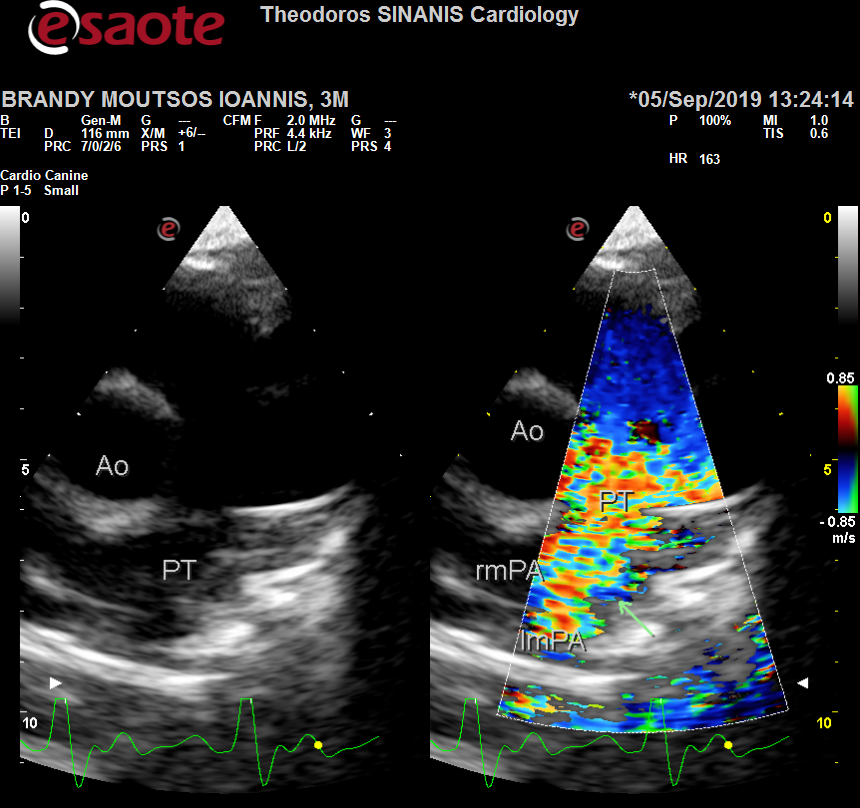 esaote
Theodoros SINANIS Cardiology
BRANDY MOUTSOS IOANNIS, 3M
*05/Sep/2019 13:24:14
B Gen-M G --- CFM F 2.0 MHz G --- P 100% MI 1.0
TEI D 116 mm X/M +6/-- PRF 4.4 kHz WF 3 TIS 0.6
PRC 7/0/2/6 PRS 1 PRC L/2 PRS 4
HR 163
Cardio Canine
P 1-5 Small
0 e e 0
0.85
Ao
Ao 5 5
PT
-0.85
m/s
PT rmPA
lmPA
10 10